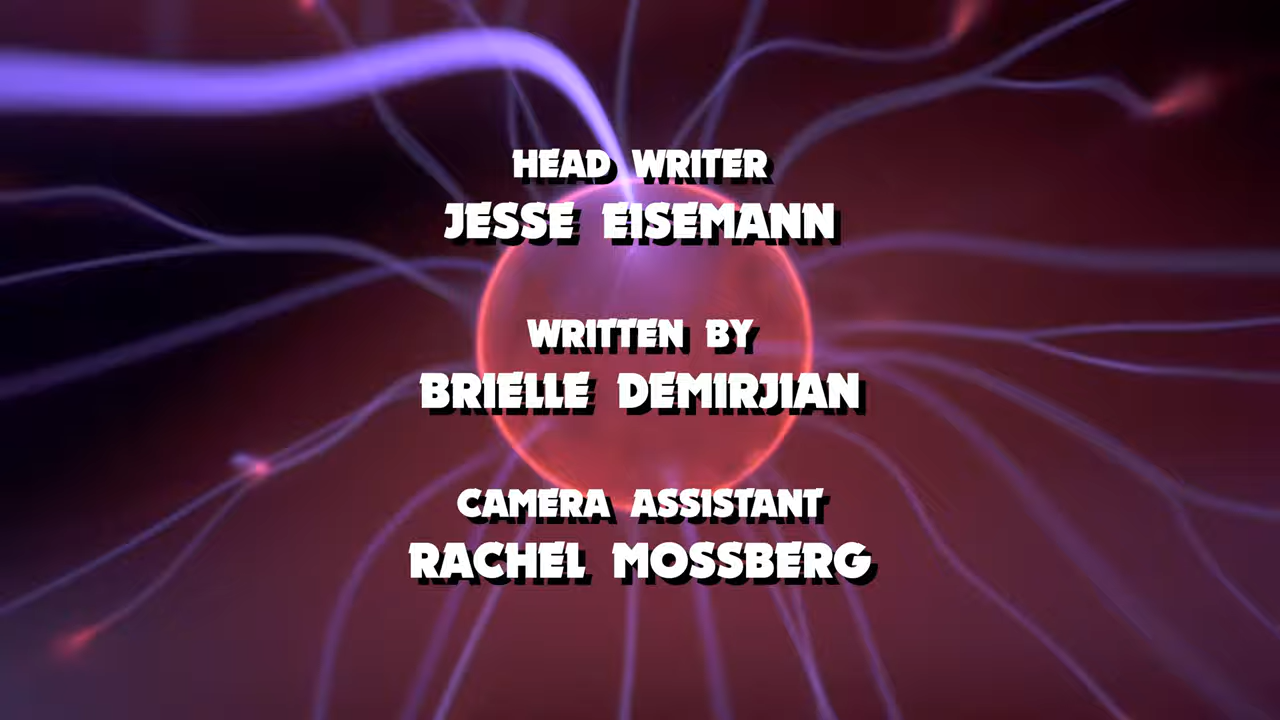 HEAD WRITER
JESSE EISEMANN
WRITTEN BY
BRIELLE DEMIRJIAN
CAMERA ASSISTANT
RACHEL MOSSBERG